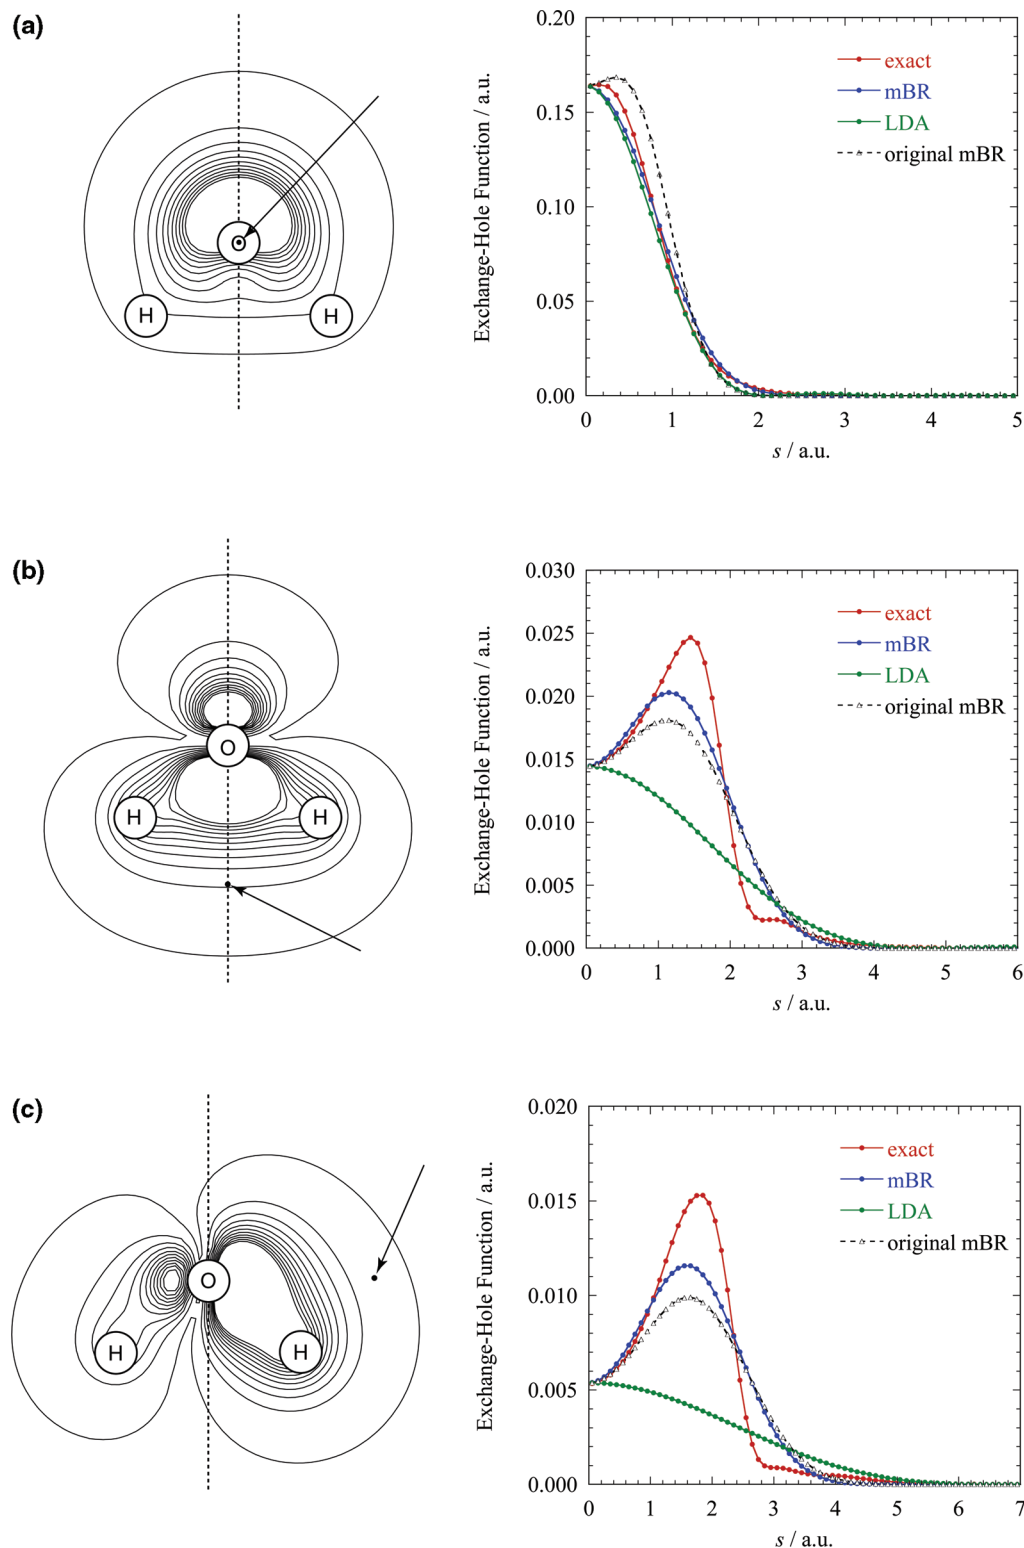 (a)
H
H
Exchange-Hole Function / a.u.
0.20
0.15
0.10
0.05
0.00
exact
mBR
LDA
original mBR
0 1 2 3 4 5
s / a.u.
(b)
O
H
H
Exchange-Hole Function / a.u.
0.030
0.025
0.020
0.015
0.010
0.005
0.000
exact
mBR
LDA
original mBR
0 1 2 3 4 5 6
s / a.u.
(c)
O
H
H
Exchange-Hole Function / a.u.
0.020
0.015
0.010
0.005
0.000
exact
mBR
LDA
original mBR
0 1 2 3 4 5 6 7
s / a.u.